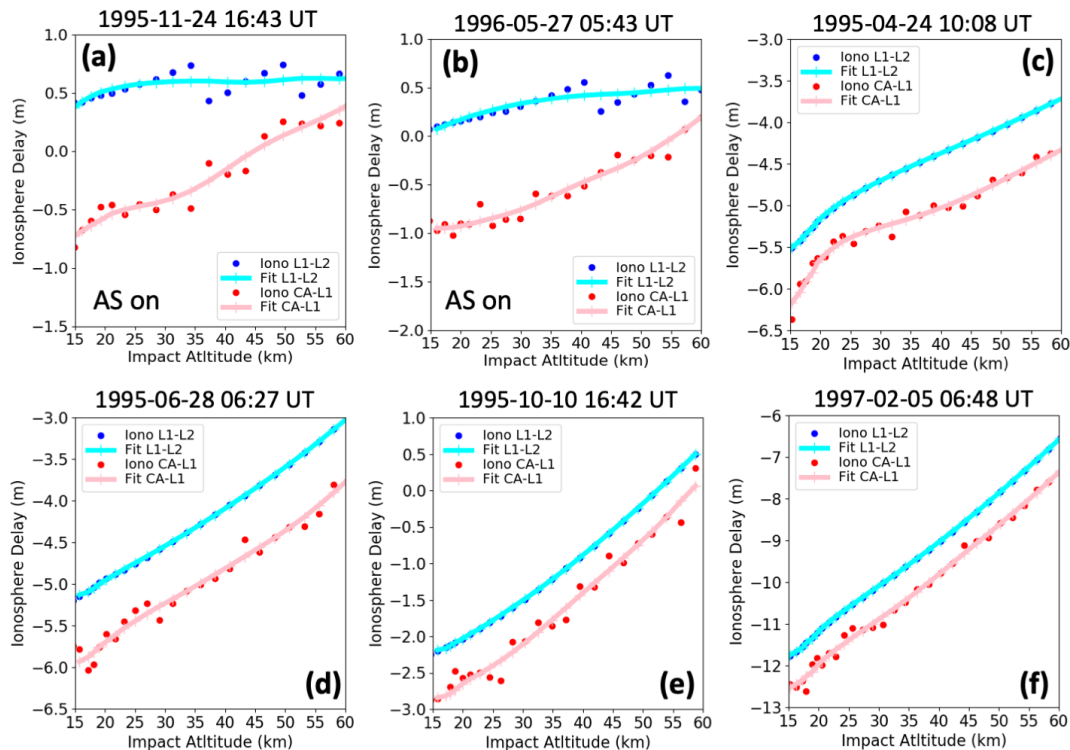 1995-11-24 16:43 UT
(a)
Ionosphere Delay (m)
1.0
0.5
0.0
−0.5
−1.0
−1.5
Iono L1-L2
Fit L1-L2
Iono CA-L1
Fit CA-L1
AS on
15 20 25 30 35 40 45 50 55 60
Impact Atltitude (km)
1996-05-27 05:43 UT
(b)
Ionosphere Delay (m)
1.0
0.5
0.0
−0.5
−1.0
−1.5
−2.0
Iono L1-L2
Fit L1-L2
Iono CA-L1
Fit CA-L1
AS on
15 20 25 30 35 40 45 50 55 60
Impact Atltitude (km)
1995-04-24 10:08 UT
(c)
Ionosphere Delay (m)
−3.0
−3.5
−4.0
−4.5
−5.0
−5.5
−6.0
−6.5
Iono L1-L2
Fit L1-L2
Iono CA-L1
Fit CA-L1
15 20 25 30 35 40 45 50 55 60
Impact Atltitude (km)
1995-06-28 06:27 UT
Ionosphere Delay (m)
−3.0
−3.5
−4.0
−4.5
−5.0
−5.5
−6.0
−6.5
Iono L1-L2
Fit L1-L2
Iono CA-L1
Fit CA-L1
(d)
15 20 25 30 35 40 45 50 55 60
Impact Atltitude (km)
1995-10-10 16:42 UT
Ionosphere Delay (m)
1.0
0.5
0.0
−0.5
−1.0
−1.5
−2.0
−2.5
−3.0
Iono L1-L2
Fit L1-L2
Iono CA-L1
Fit CA-L1
(e)
15 20 25 30 35 40 45 50 55 60
Impact Atltitude (km)
1997-02-05 06:48 UT
Ionosphere Delay (m)
−6
−7
−8
−9
−10
−11
−12
−13
Iono L1-L2
Fit L1-L2
Iono CA-L1
Fit CA-L1
(f)
15 20 25 30 35 40 45 50 55 60
Impact Atltitude (km)